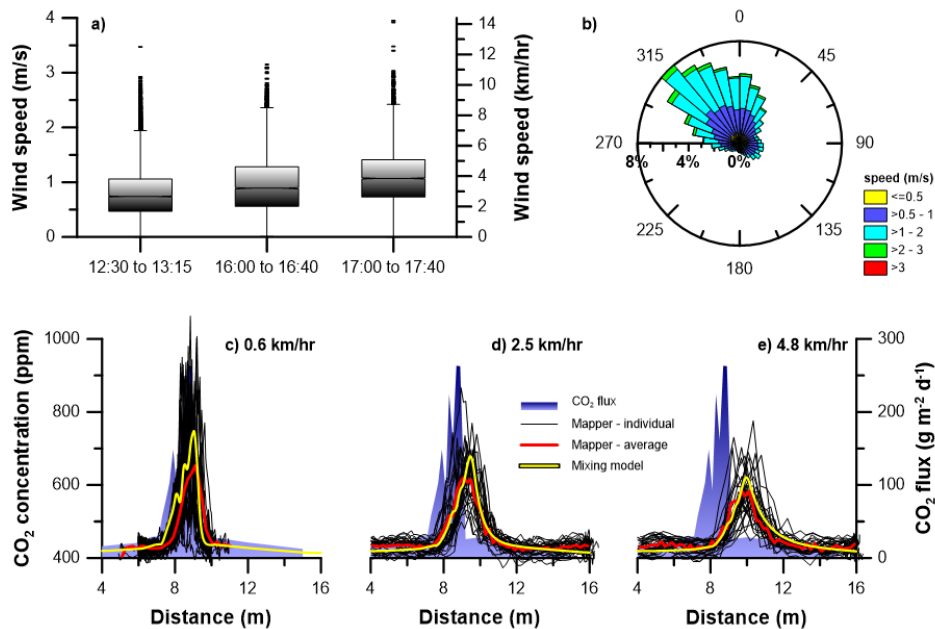 a)
4
3
2
1
0
Wind speed (m/s)
14
12
10
8
6
4
2
0
Wind speed (km/hr)
12:30 to 13:15
16:00 to 16:40
17:00 to 17:40
b)
0
45
90
135
180
225
270
315
8%
4%
0%
speed (m/s)
<=0.5
>0.5 - 1
>1 - 2
>2 - 3
>3
CO₂ concentration (ppm)
1000
800
600
400
c) 0.6 km/hr
4
8
12
16
Distance (m)
d) 2.5 km/hr
CO₂ flux
Mapper - individual
Mapper - average
Mixing model
4
8
12
16
Distance (m)
e) 4.8 km/hr
4
8
12
16
Distance (m)
300
200
100
0
CO₂ flux (g m⁻² d⁻¹)